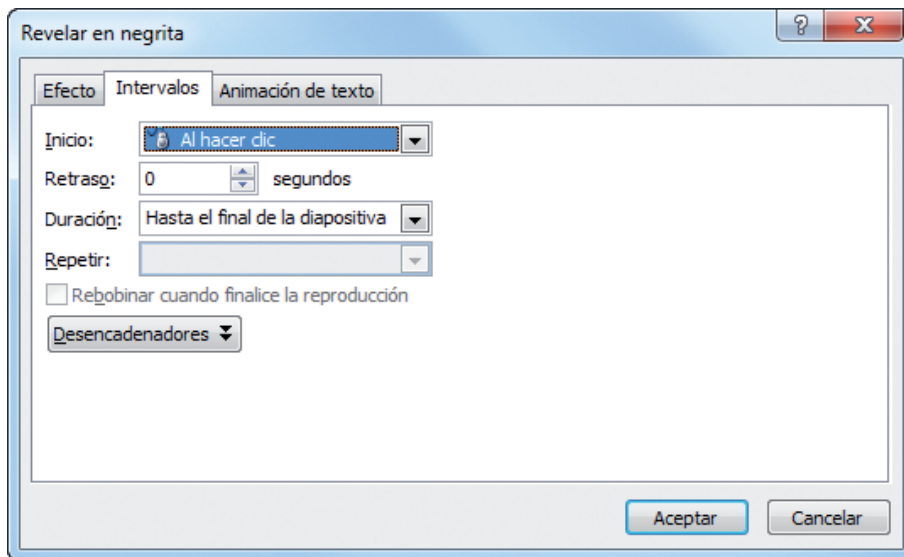 Revelar en negrita
Efecto Intervalos Animación de texto
Inicio: Al hacer clic
Retraso: 0 segundos
Duración: Hasta el final de la diapositiva
Repetir:
Rebobinar cuando finalice la reproducción
Desencadenadores
Aceptar Cancelar